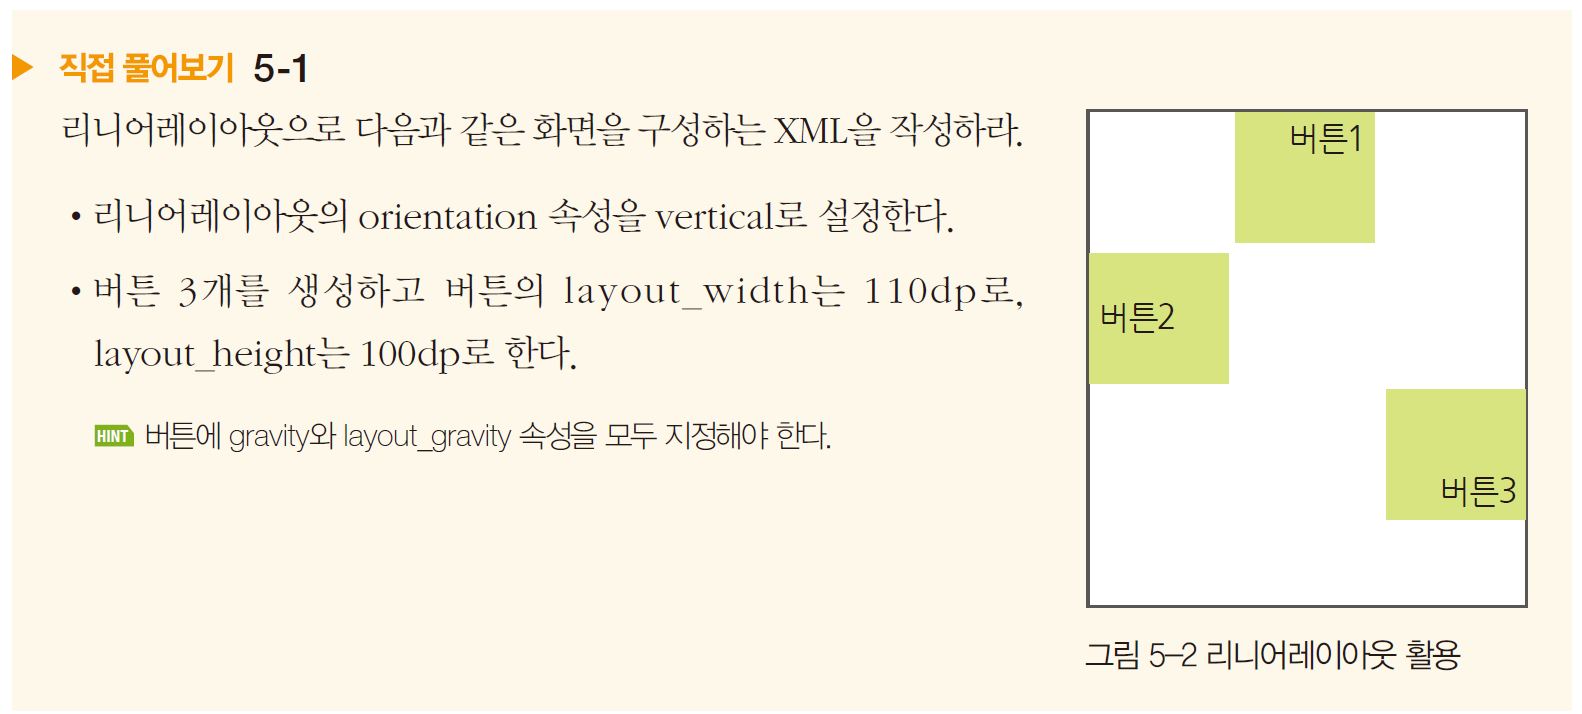 직접 풀어보기 5-1
리니어레이아웃으로 다음과 같은 화면을 구성하는 XML을 작성하라.
• 리니어레이아웃의 orientation 속성을 vertical로 설정한다.
• 버튼 3개를 생성하고 버튼의 layout_width는 110dp로,
layout_height는 100dp로 한다.
HINT 버튼에 gravity와 layout_gravity 속성을 모두 지정해야 한다.
버튼1
버튼2
버튼3
그림 5–2 리니어레이아웃 활용